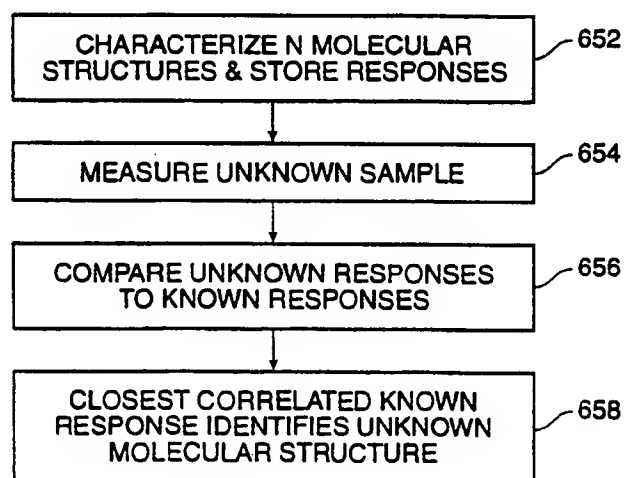 CHARACTERIZE N MOLECULAR
STRUCTURES & STORE RESPONSES
652
MEASURE UNKNOWN SAMPLE
654
COMPARE UNKNOWN RESPONSES
TO KNOWN RESPONSES
656
CLOSEST CORRELATED KNOWN
RESPONSE IDENTIFIES UNKNOWN
MOLECULAR STRUCTURE
658